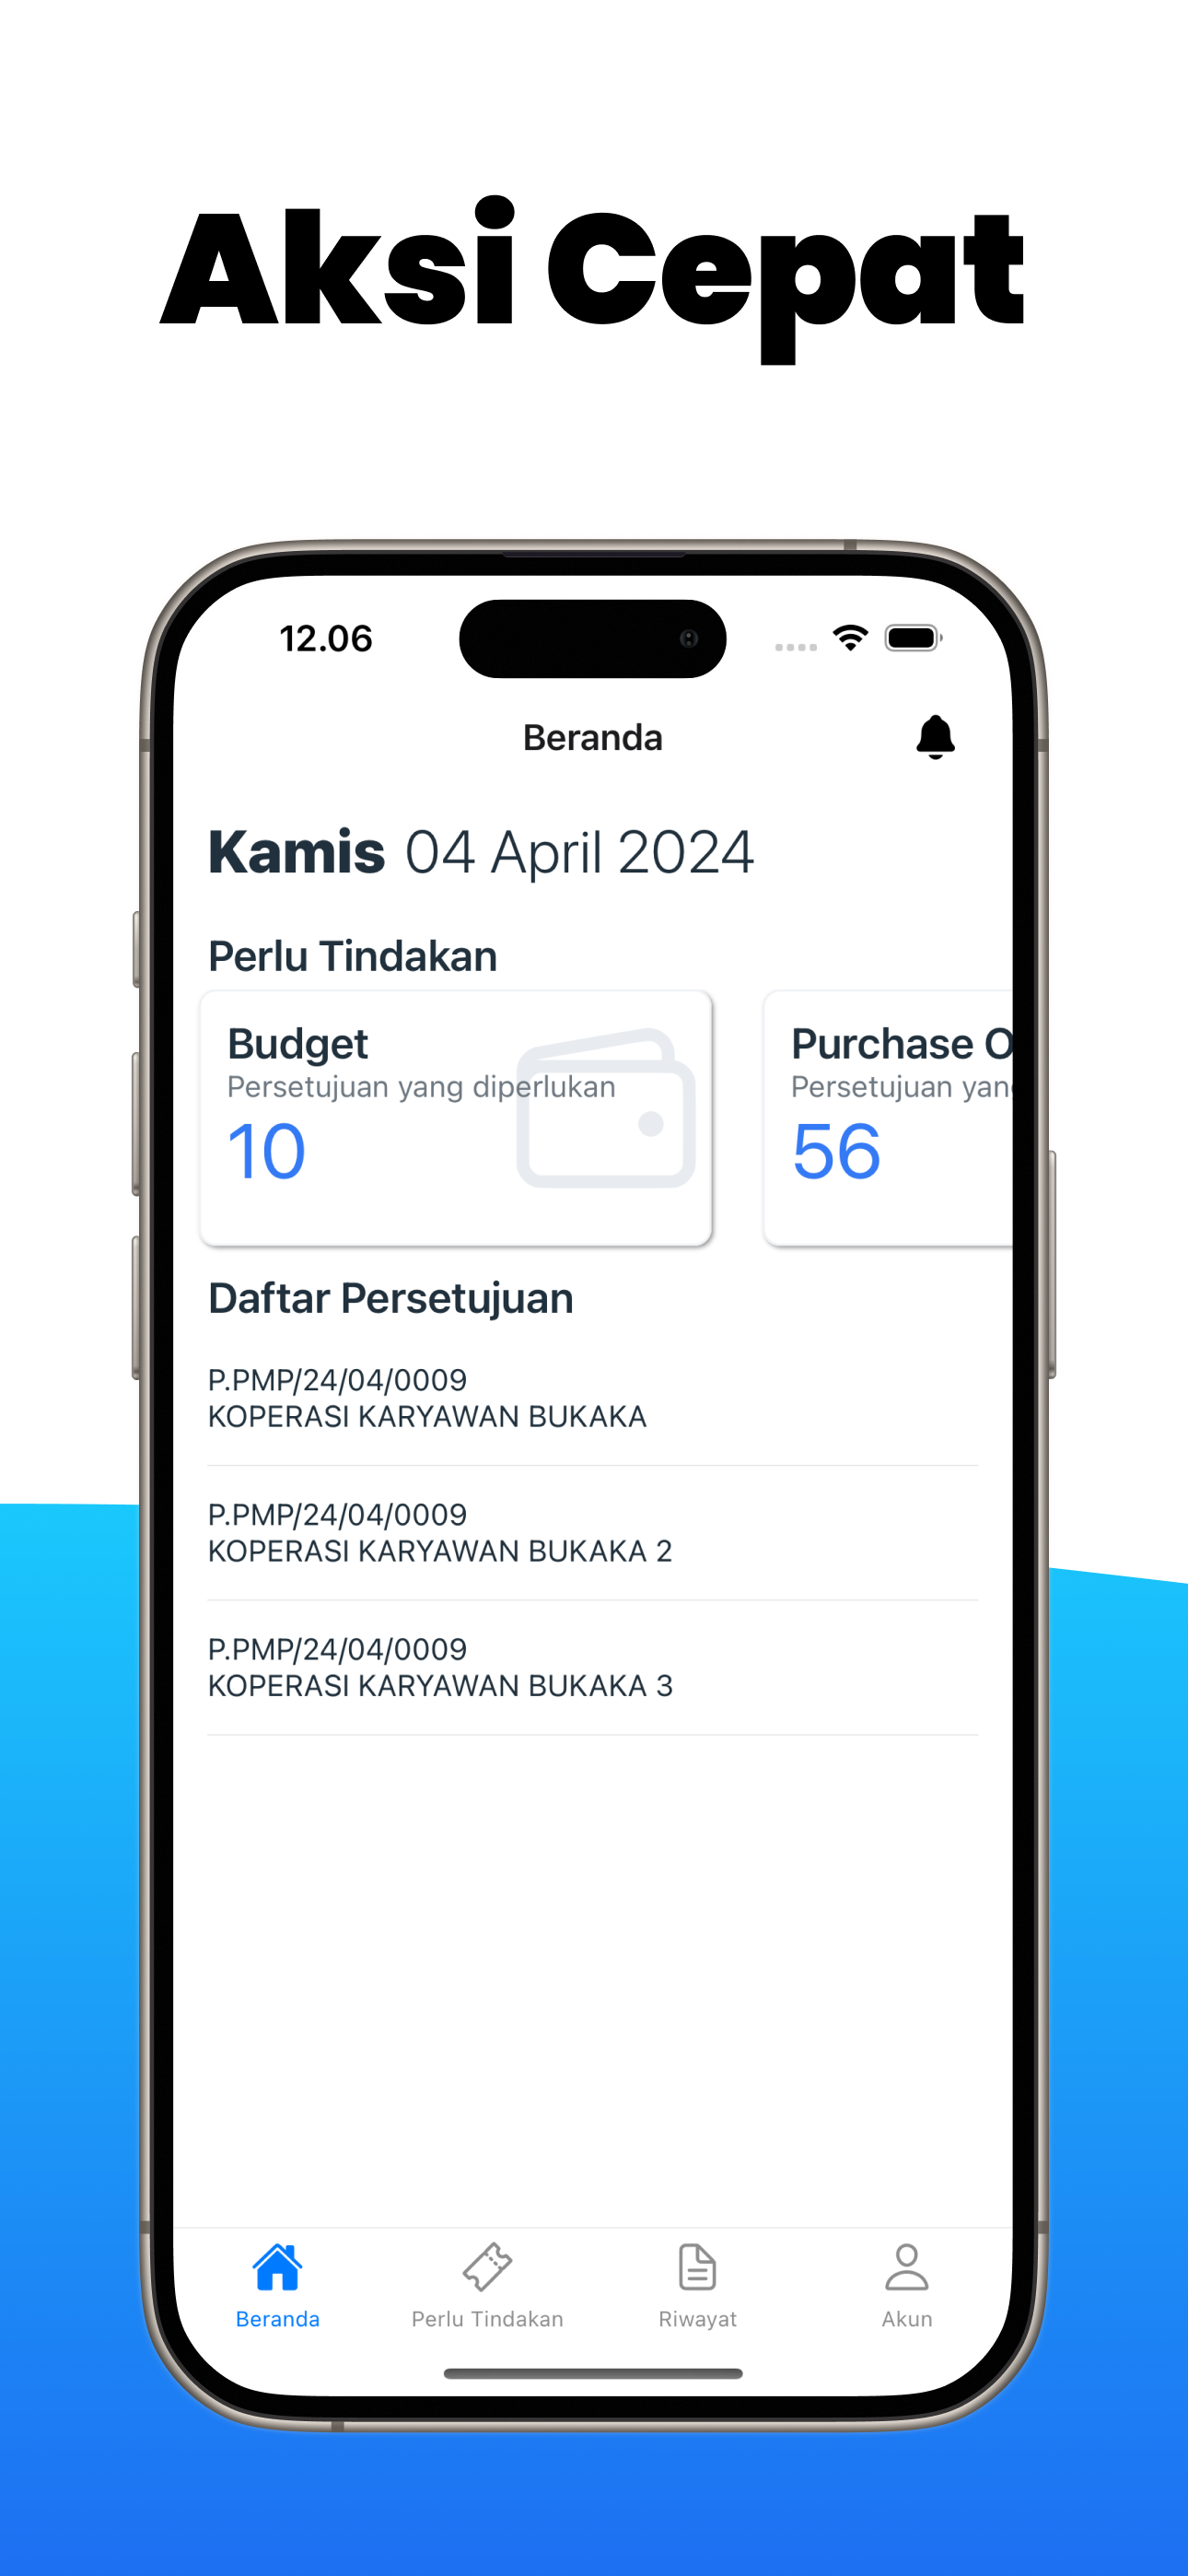 Aksi Cepat
12.06
Beranda
Kamis 04 April 2024
Perlu Tindakan
Budget
Persetujuan yang diperlukan
10
Purchase O
Persetujuan yang
56
Daftar Persetujuan
P.PMP/24/04/0009
KOPERASI KARYAWAN BUKAKA
P.PMP/24/04/0009
KOPERASI KARYAWAN BUKAKA 2
P.PMP/24/04/0009
KOPERASI KARYAWAN BUKAKA 3
Beranda
Perlu Tindakan
Riwayat
Akun